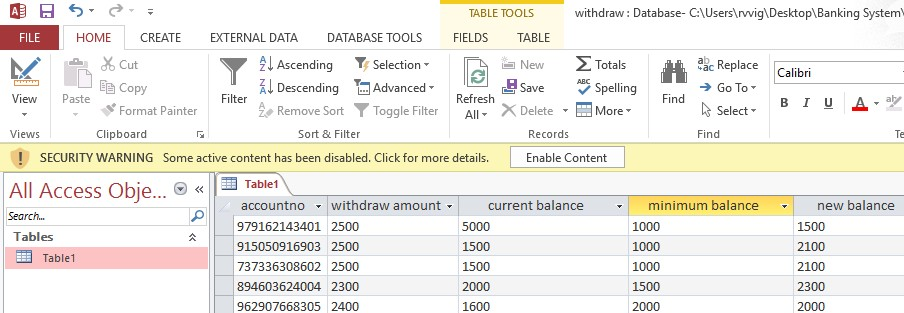 TABLE TOOLS
withdraw : Database- C:\Users\rvvig\Desktop\Banking System\
FILE HOME CREATE EXTERNAL DATA DATABASE TOOLS FIELDS TABLE
View
Views
Paste
Cut
Copy
Format Painter
Clipboard
Filter
Ascending
Descending
Remove Sort
Selection
Advanced
Toggle Filter
Sort & Filter
Refresh
All
New
Save
Delete
Totals
Spelling
More
Records
Find
Replace
Go To
Select
Find
Calibri
B I U A
SECURITY WARNING Some active content has been disabled. Click for more details. Enable Content
All Access Obje...
Search...
Tables
Table1
Table1
accountno withdraw amount current balance minimum balance new balance
979162143401 2500 5000 1000 1500
915050916903 2500 1500 1000 2100
737336308602 2500 1500 1000 2100
894603624004 2300 2000 1500 2300
962907668305 2400 1600 2000 2000